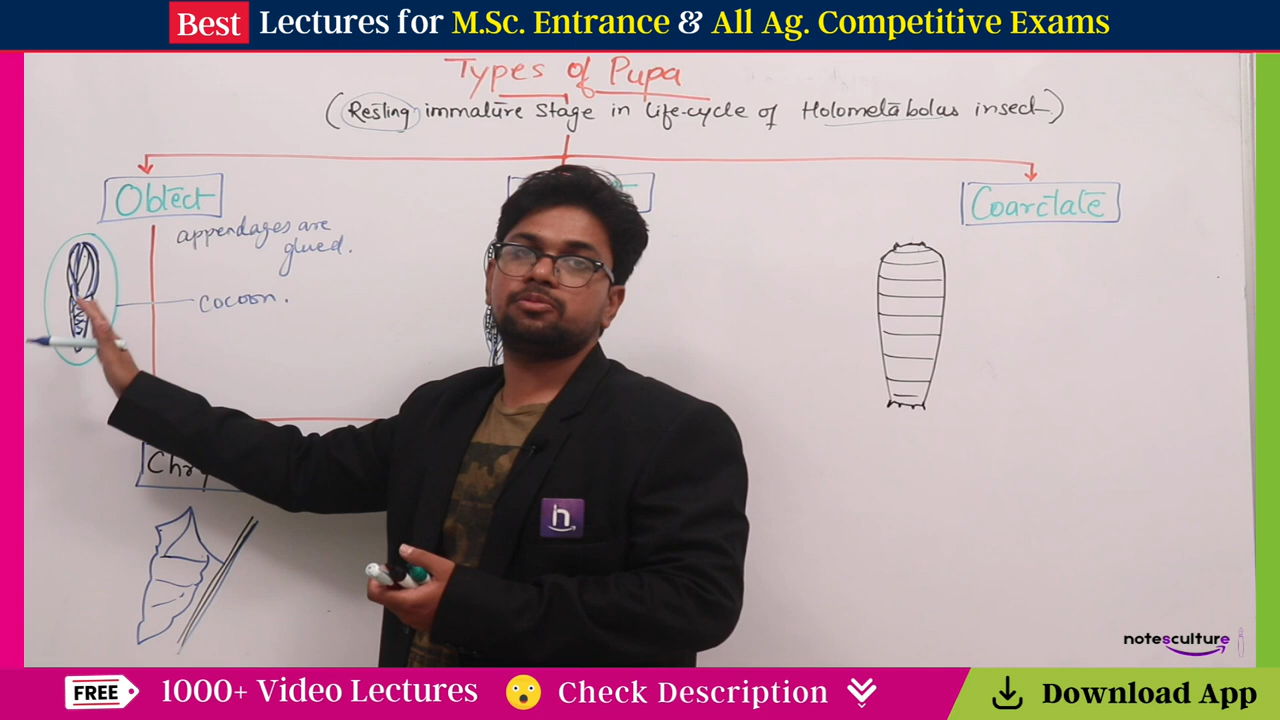 Best Lectures for M.Sc. Entrance & All Ag. Competitive Exams
Types of Pupa
(Resting immature Stage in life-cycle of Holometabolus insect)
Obtect
Coarctate
appendages are
glued.
cocoon.
h
notesculture
FREE 1000+ Video Lectures Check Description Download App